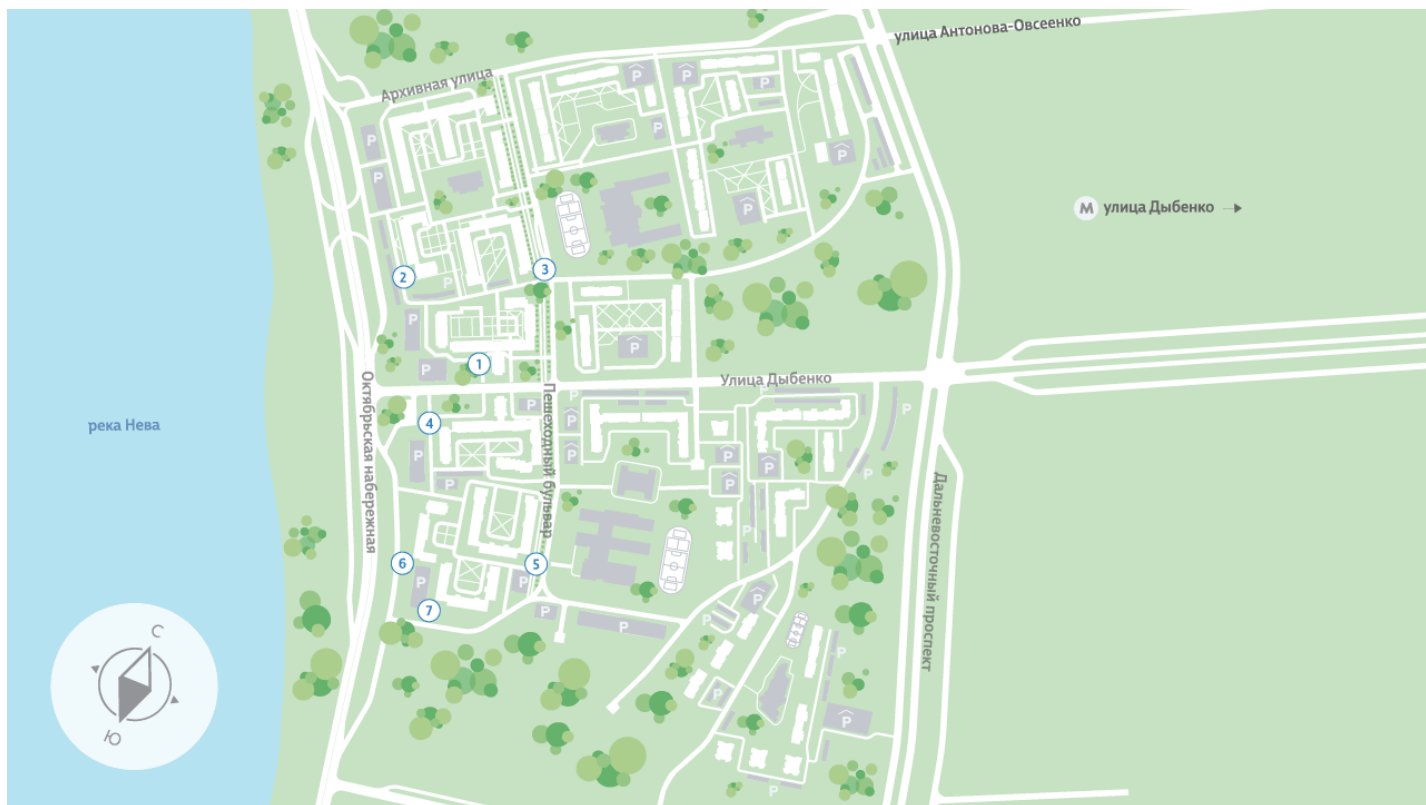 улица Антонова-Овсеенко
Архивная улица
P
P
P
P
P
P
P
P
М улица Дыбенко
P
2
3
P
P
P
1
P
Улица Дыбенко
Октябрьская набережная
Пешеходный бульвар
река Нева
4
P
P
P
P
P
P
P
P
P
P
P
P
P
Дальневосточный проспект
6
5
P
P
7
P
P
P
P
P
P
P
P
С
Ю